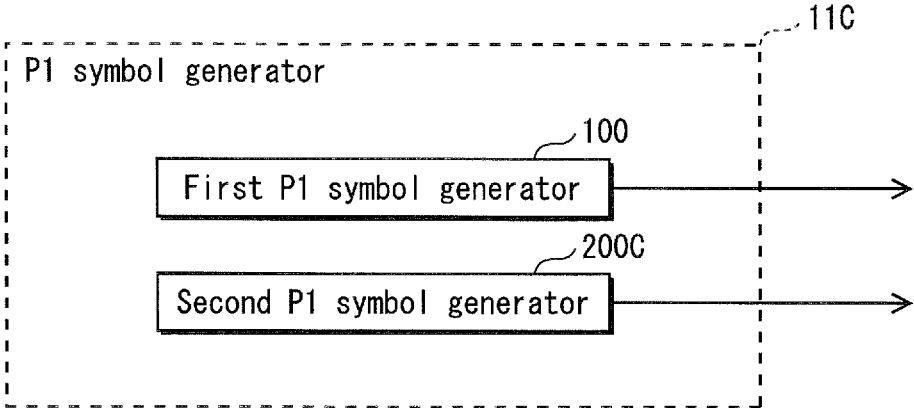 11C
P1 symbol generator
100
First P1 symbol generator
200C
Second P1 symbol generator